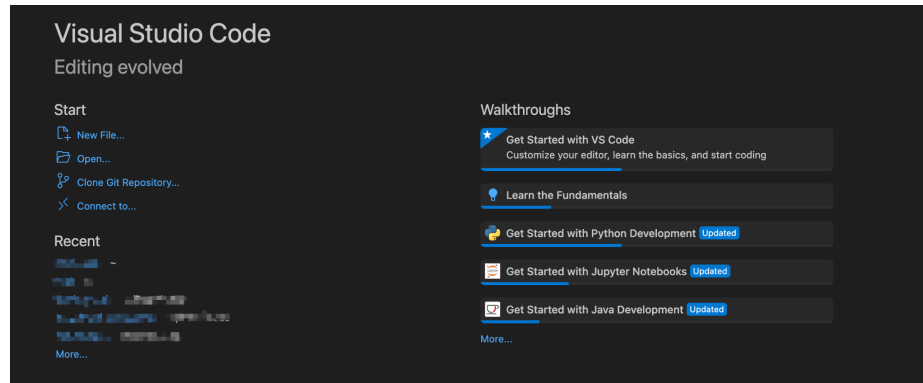 Visual Studio Code
Editing evolved
Start
New File...
Open...
Clone Git Repository...
Connect to...
Recent
~
More...
Walkthroughs
Get Started with VS Code
Customize your editor, learn the basics, and start coding
Learn the Fundamentals
Get Started with Python Development Updated
Get Started with Jupyter Notebooks Updated
Get Started with Java Development Updated
More...